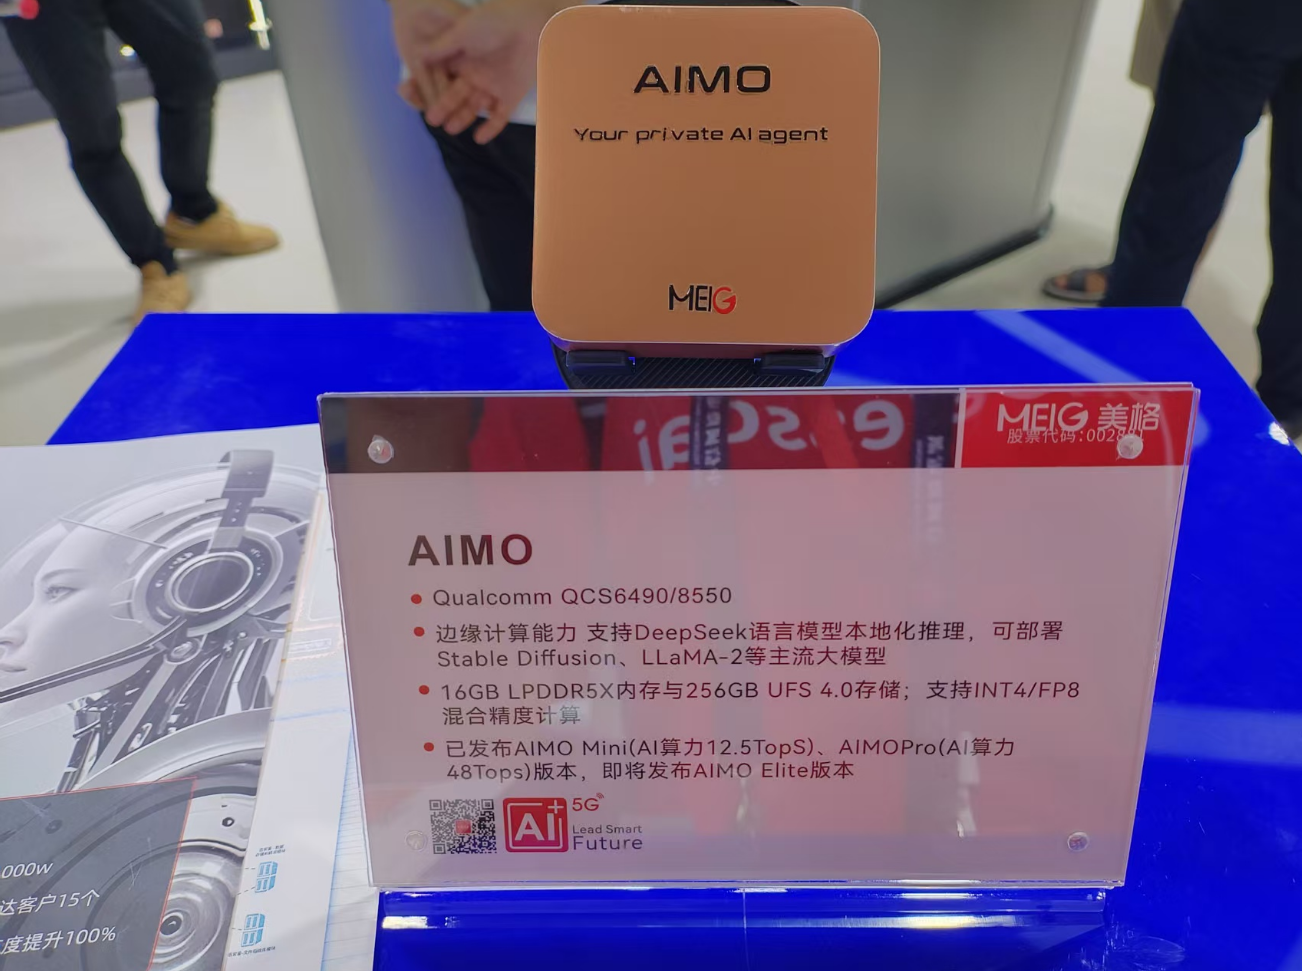 AIMO
Your private AI agent
MEIG
MEIG 美格
股票代码:0028
AIMO
Qualcomm QCS6490/8550
边缘计算能力 支持DeepSeek语言模型本地化推理，可部署
Stable Diffusion、LLaMA-2等主流大模型
16GB LPDDR5X内存与256GB UFS 4.0存储；支持INT4/FP8
混合精度计算
已发布AIMO Mini(AI算力12.5TopS)、AIMOPro(AI算力
48Tops)版本，即将发布AIMO Elite版本
AI+
5G
Lead Smart
Future
000w
达客户15个
度提升100%